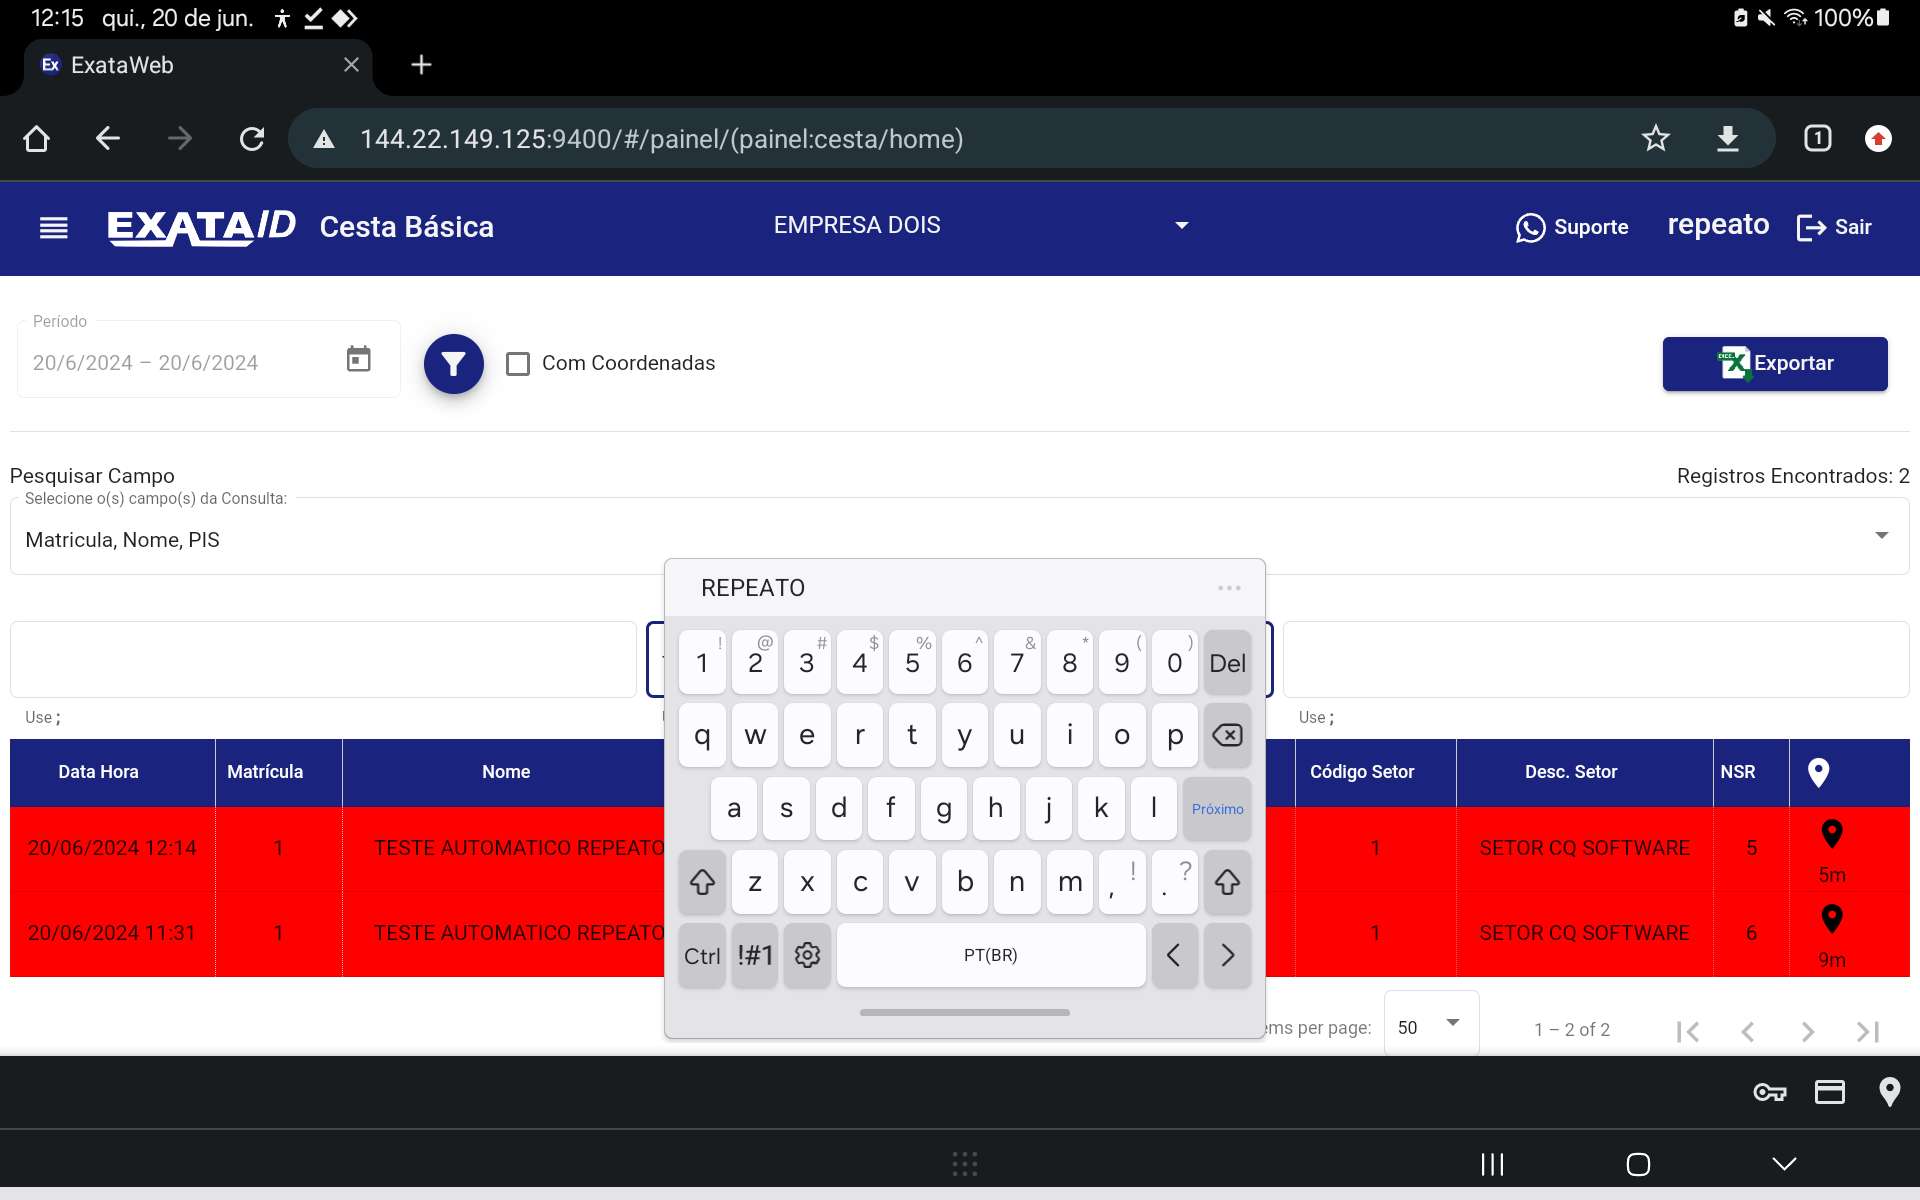 12:15 qui., 20 de jun. 100%
Ex ExataWeb
144.22.149.125:9400/#/painel/(painel:cesta/home)
1
EXATA ID Cesta Básica EMPRESA DOIS Suporte repeato Sair
Período
20/6/2024 – 20/6/2024
Com Coordenadas
Exportar
Pesquisar Campo
Registros Encontrados: 2
Selecione o(s) campo(s) da Consulta:
Matricula, Nome, PIS
REPEATO
! @ # $ % ^ & * ( )
1 2 3 4 5 6 7 8 9 0 Del
q w e r t y u i o p
a s d f g h j k l Próximo
z x c v b n m , ! . ?
Ctrl !#1 PT(BR)
Use ;
Use ;
Data Hora Matrícula Nome Código Setor Desc. Setor NSR
20/06/2024 12:14 1 TESTE AUTOMATICO REPEATO 1 SETOR CQ SOFTWARE 5
5m
20/06/2024 11:31 1 TESTE AUTOMATICO REPEATO 1 SETOR CQ SOFTWARE 6
9m
ems per page: 50 1 – 2 of 2